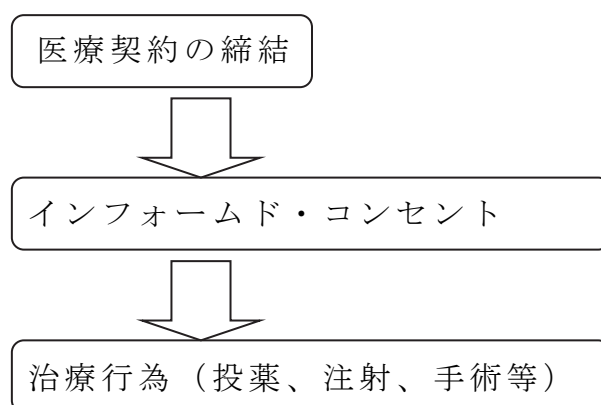 医療契約の締結
インフォームド・コンセント
治療行為（投薬、注射、手術等）